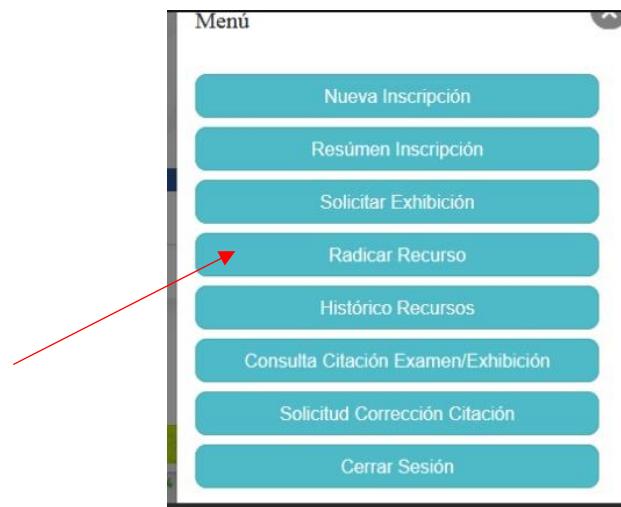 Menú
Nueva Inscripción
Resúmen Inscripción
Solicitar Exhibición
Radicar Recurso
Histórico Recursos
Consulta Citación Examen/Exhibición
Solicitud Corrección Citación
Cerrar Sesión